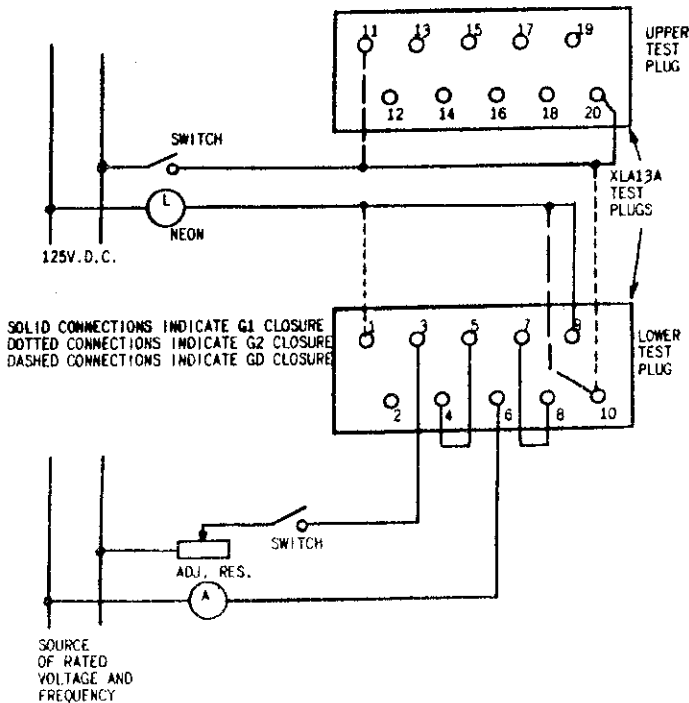 11 13 15 17 19
UPPER
TEST
PLUG
12 14 16 18 20
SWITCH
XLA13A
TEST
PLUGS
L
NEON
125V.D.C.
SOLID CONNECTIONS INDICATE G1 CLOSURE
DOTTED CONNECTIONS INDICATE G2 CLOSURE
DASHED CONNECTIONS INDICATE GD CLOSURE
1 3 5 7 9
LOWER
TEST
PLUG
2 4 6 8 10
SWITCH
ADJ. RES.
A
SOURCE
OF RATED
VOLTAGE AND
FREQUENCY